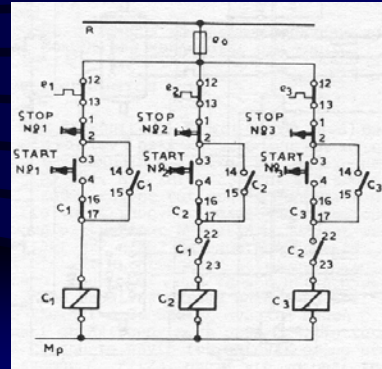 R
e0
e1 12 e2 12 e3 12
13 13 13
STOP 1 STOP 1 STOP 1
No1 2 No2 2 No3 2
START 3 START 3 START 3
No1 4 14 No2 4 14 No3 4 14
15 C1 15 C2 15 C3
C1 16 C2 16 C3 16
17 17 17
C1 22 C2 22
23 23
C1 C2 C3
Mp